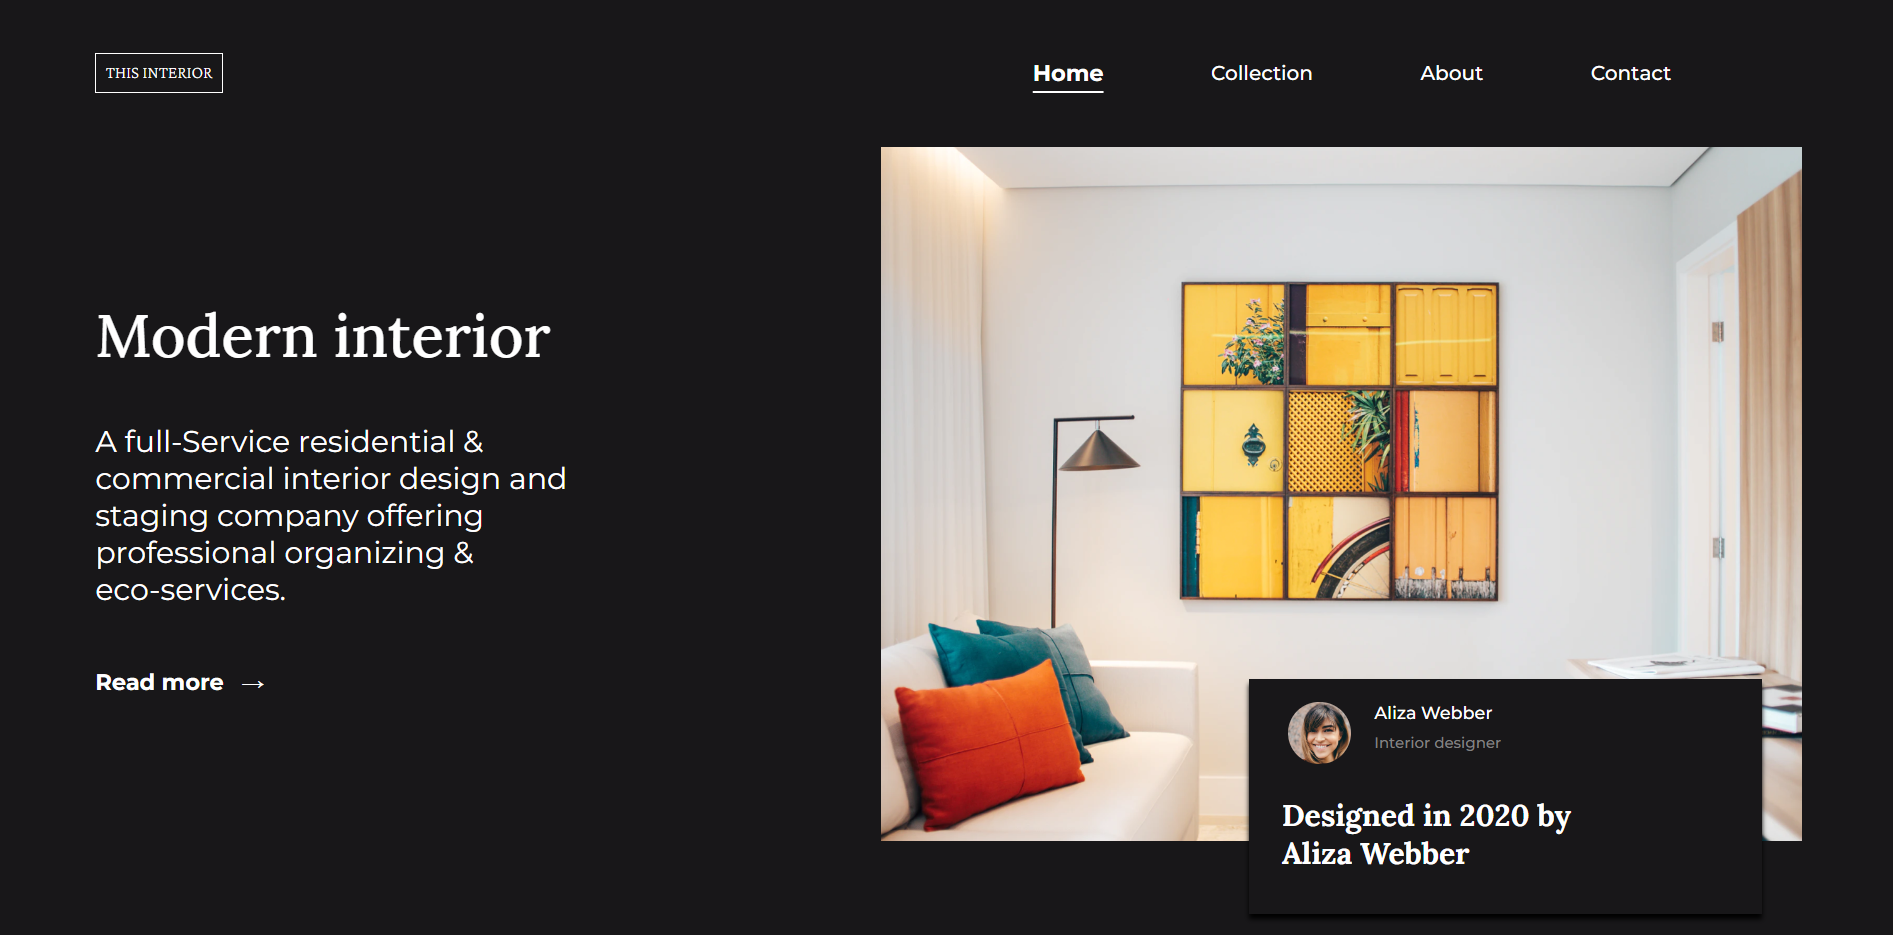 THIS INTERIOR
Home
Collection
About
Contact
Modern interior
A full-Service residential &
commercial interior design and
staging company offering
professional organizing &
eco-services.
Read more →
Aliza Webber
Interior designer
Designed in 2020 by
Aliza Webber